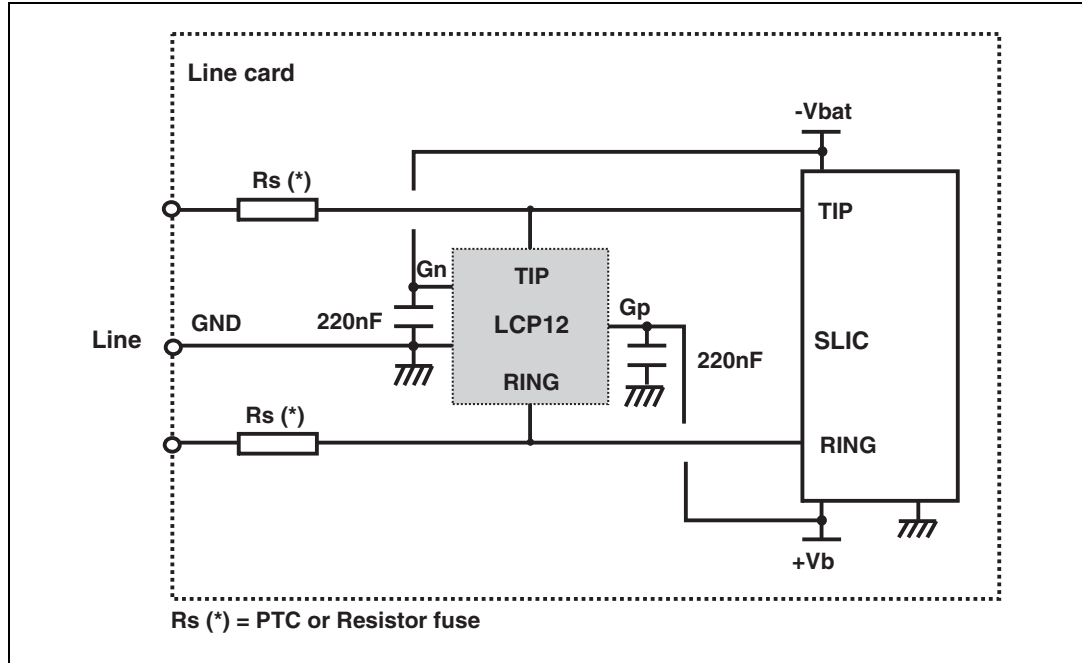 Line card
-Vbat
Rs (*)
TIP
Gn
TIP
Gp
220nF
LCP12
GND
Line
SLIC
220nF
RING
Rs (*)
RING
+Vb
Rs (*) = PTC or Resistor fuse